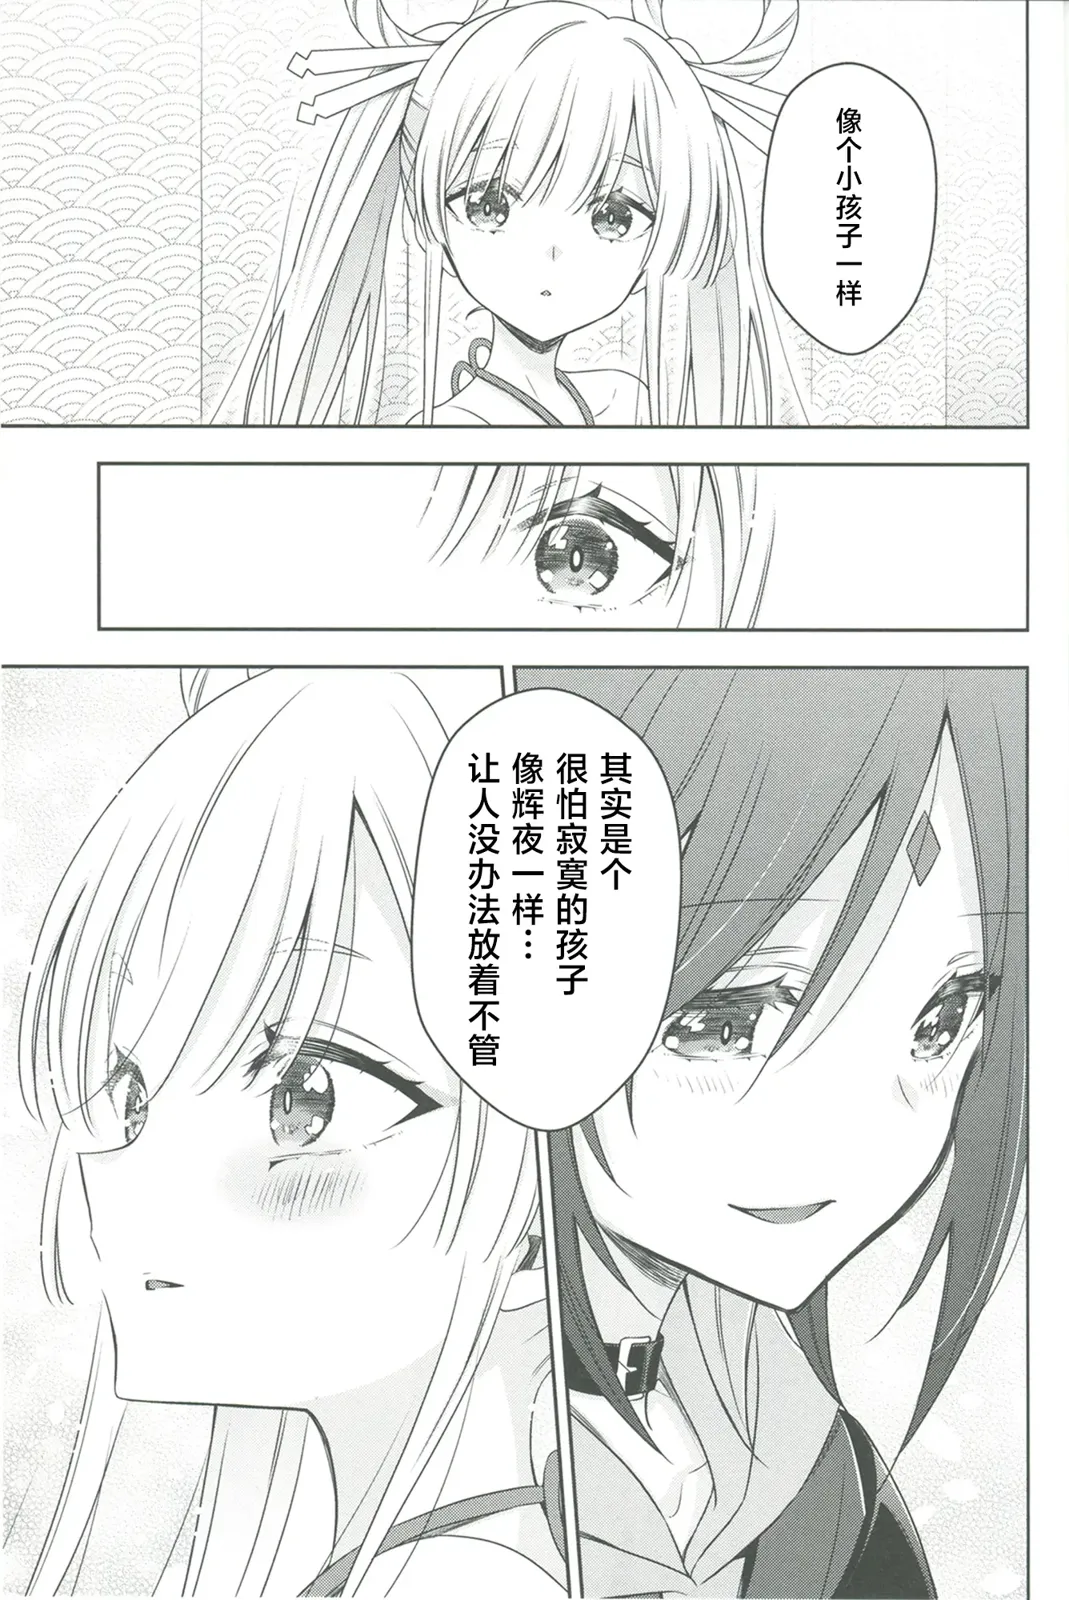 像个小孩子一样
其实是个
很怕寂寞的孩子
像辉夜一样…
让人没办法放着不管